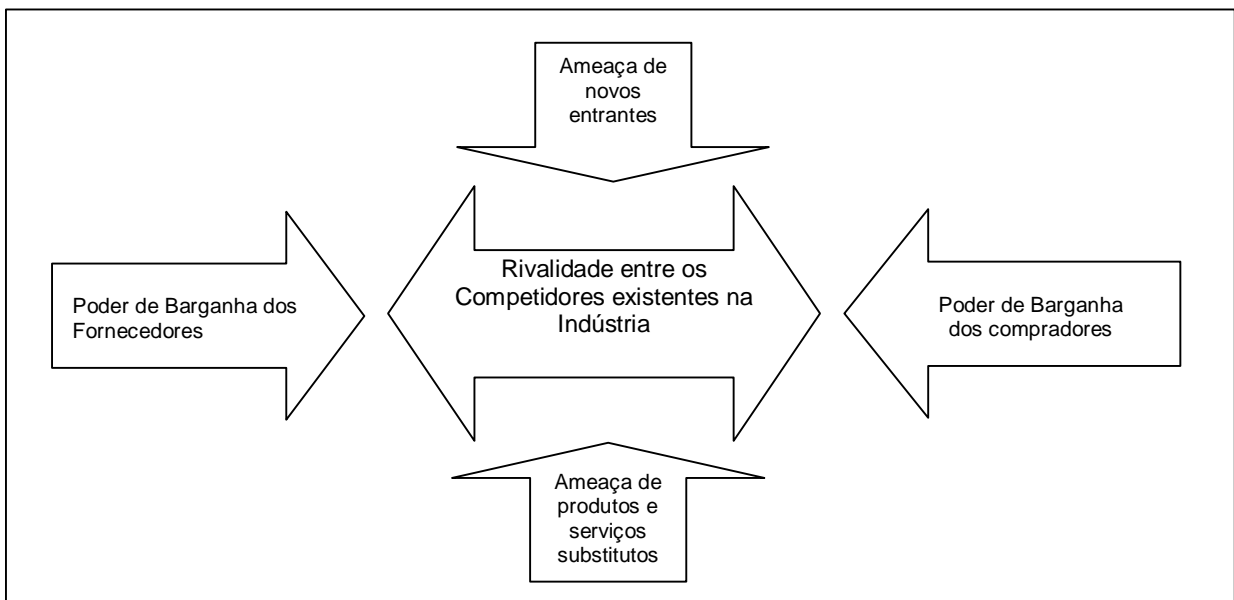 Ameaça de
novos
entrantes
Rivalidade entre os
Competidores existentes na
Indústria
Poder de Barganha dos
Fornecedores
Poder de Barganha
dos compradores
Ameaça de
produtos e
serviços
substitutos